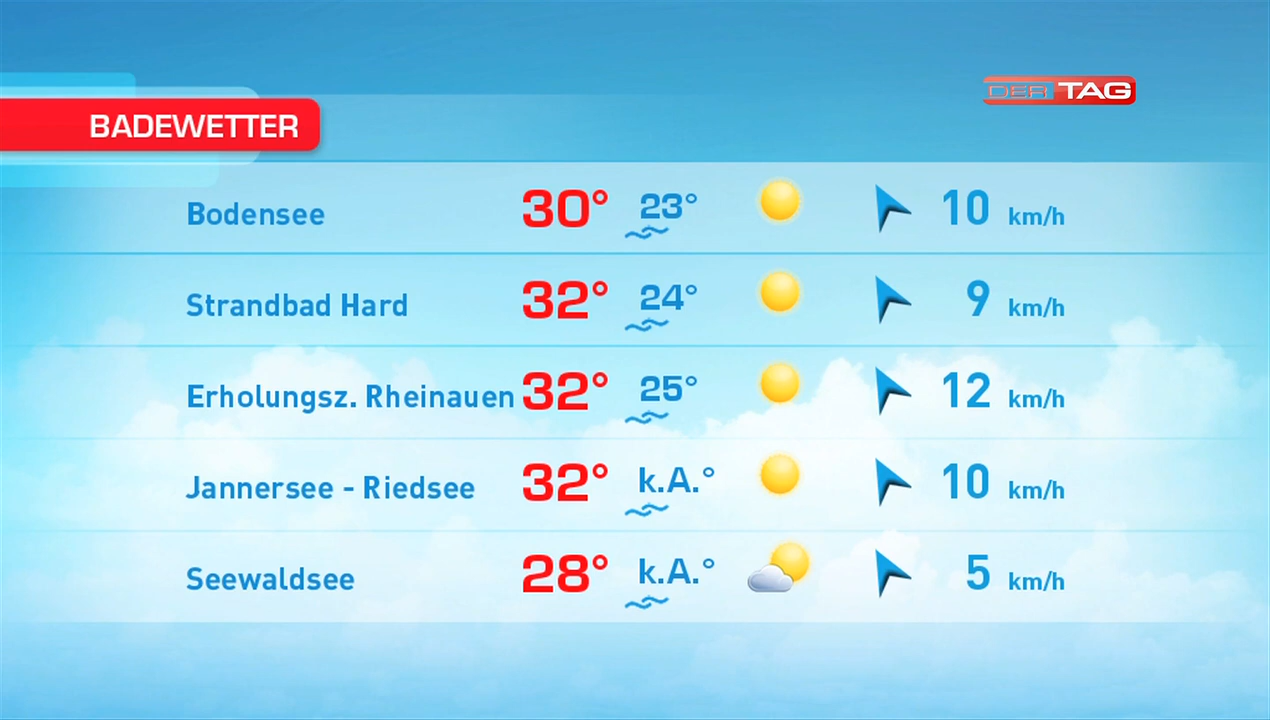 DER TAG
BADEWETTER
Bodensee 30° 23° 10 km/h
Strandbad Hard 32° 24° 9 km/h
Erholungsz. Rheinauen 32° 25° 12 km/h
Jannersee - Riedsee 32° k.A.° 10 km/h
Seewaldsee 28° k.A.° 5 km/h